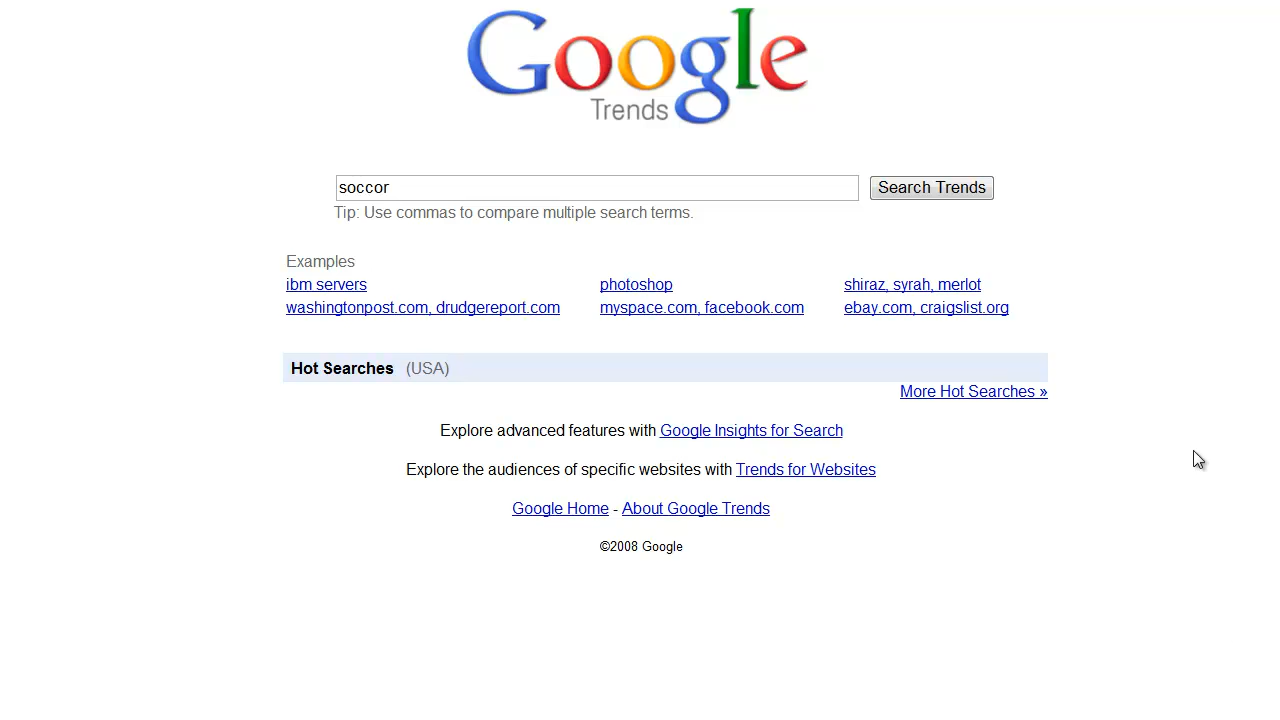 Google
Trends
soccor
Search Trends
Tip: Use commas to compare multiple search terms.
Examples
ibm servers
photoshop
shiraz, syrah, merlot
washingtonpost.com, drudgereport.com
myspace.com, facebook.com
ebay.com, craigslist.org
Hot Searches (USA)
More Hot Searches »
Explore advanced features with Google Insights for Search
Explore the audiences of specific websites with Trends for Websites
Google Home - About Google Trends
©2008 Google